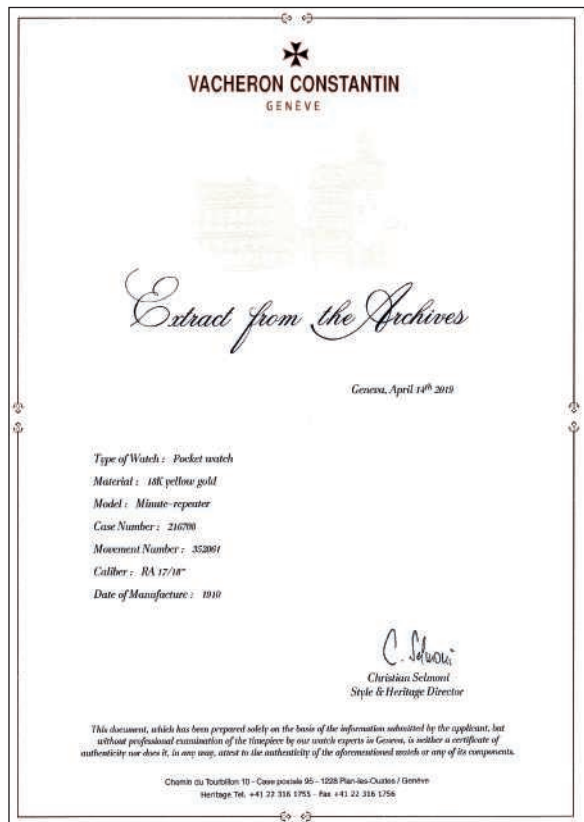 VACHERON CONSTANTIN
GENÈVE
Extract from the Archives
Geneva, April 14th 2019
Type of Watch : Pocket watch
Material : 18K yellow gold
Model : Minute-repeater
Case Number : 216700
Movement Number : 352061
Caliber : RA 17/18"
Date of Manufacture : 1910
C. Selmoni
Christian Selmoni
Style & Heritage Director
This document, which has been prepared solely on the basis of the information submitted by the applicant, but
without professional examination of the timepiece by our watch experts in Geneva, is neither a certificate of
authenticity nor does it, in any way, attest to the authenticity of the aforementioned watch or any of its components.
Chemin du Tourbillon 10 - Case postale 95 - 1228 Plan-les-Ouates / Genève
Heritage Tel. +41 22 316 1755 - Fax +41 22 316 1756